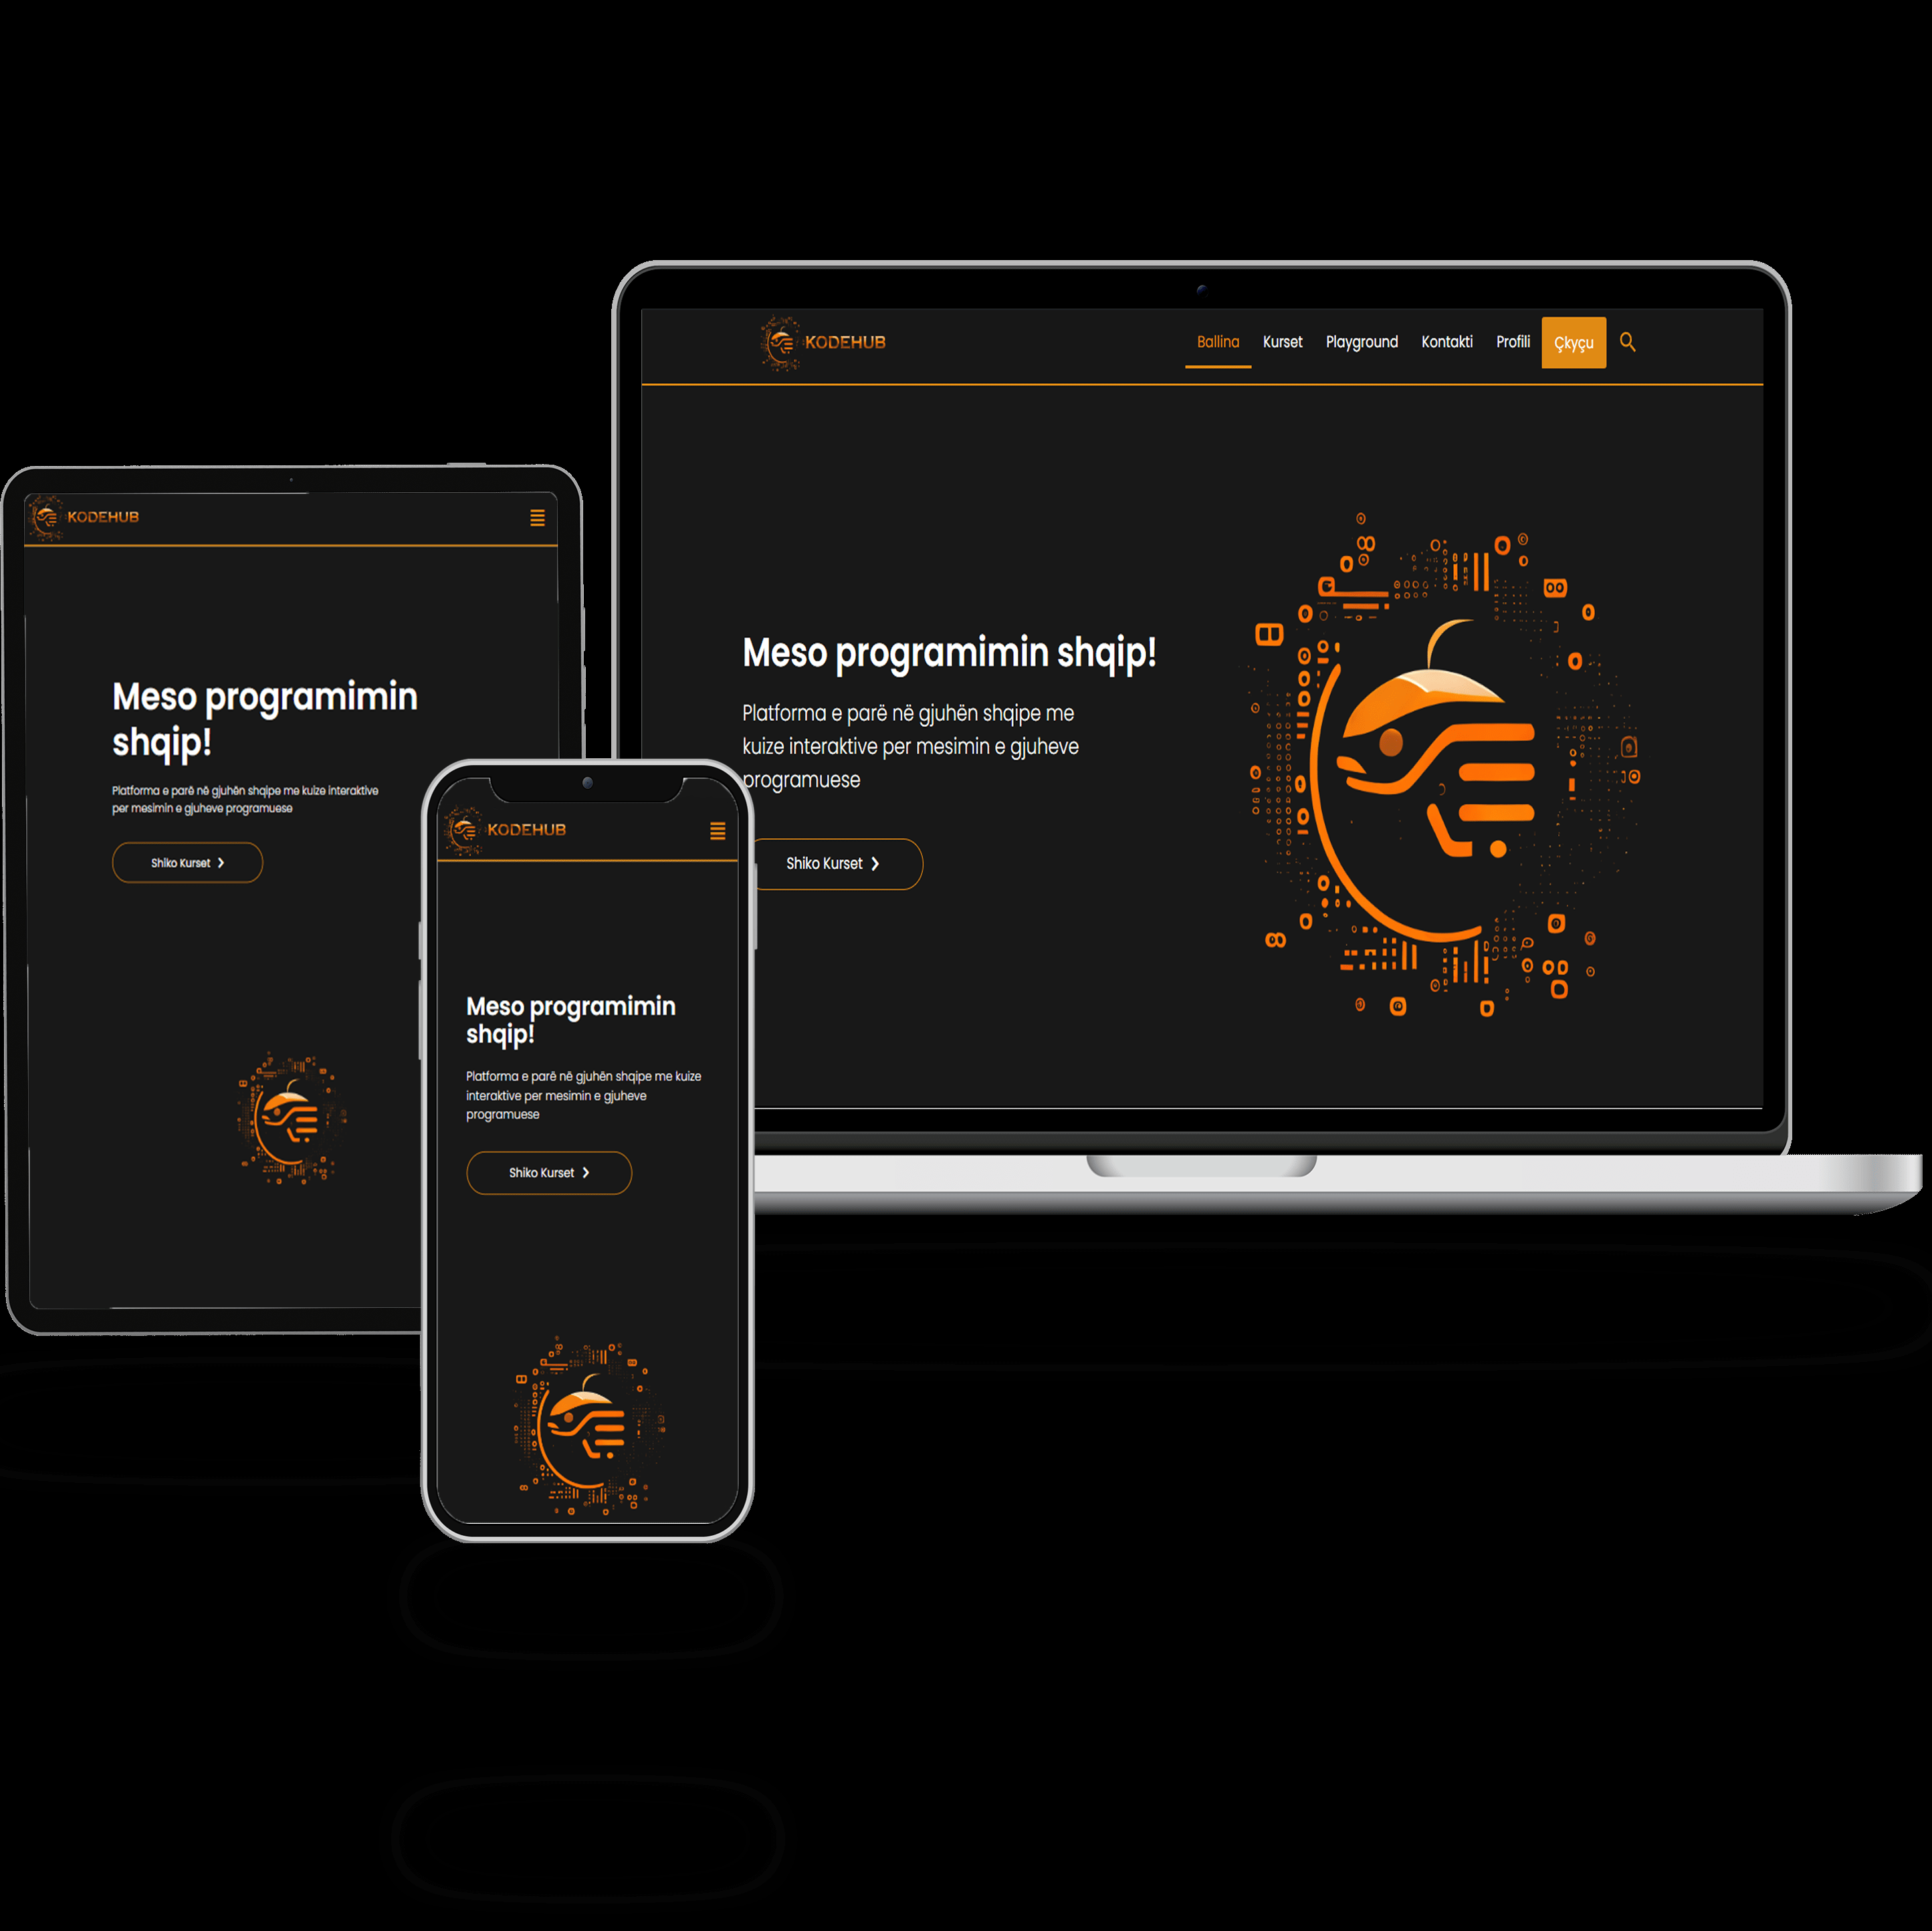 KODEHUB
Ballina Kurset Playground Kontakti Profili Çkyçu
Meso programimin shqip!
Platforma e parë në gjuhën shqipe me
kuize interaktive per mesimin e gjuheve
programuese
Shiko Kurset
KODEHUB
Meso programimin
shqip!
Platforma e parë në gjuhën shqipe me kuize interaktive
per mesimin e gjuheve programuese
Shiko Kurset
KODEHUB
Meso programimin
shqip!
Platforma e parë në gjuhën shqipe me kuize
interaktive per mesimin e gjuheve
programuese
Shiko Kurset